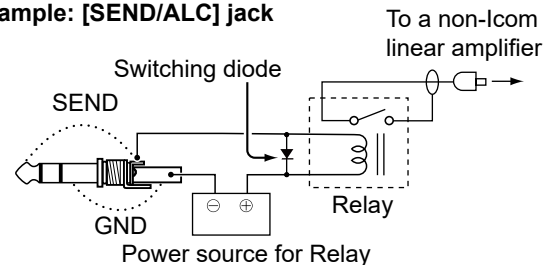 ample: [SEND/ALC] jack
To a non-Icom
linear amplifier
Switching diode
SEND
GND
⊖ ⊕
Relay
Power source for Relay